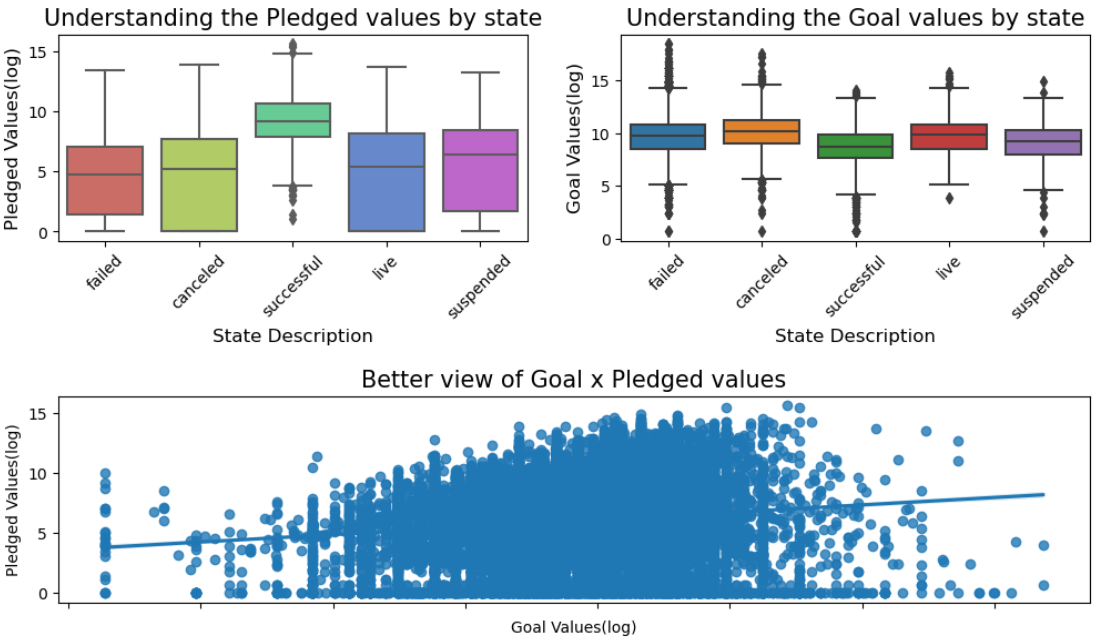 Understanding the Pledged values by state
Pledged Values(log)
15
10
5
0
failed
canceled
successful
live
suspended
State Description
Understanding the Goal values by state
Goal Values(log)
15
10
5
0
failed
canceled
successful
live
suspended
State Description
Better view of Goal x Pledged values
Pledged Values(log)
15
10
5
0
Goal Values(log)